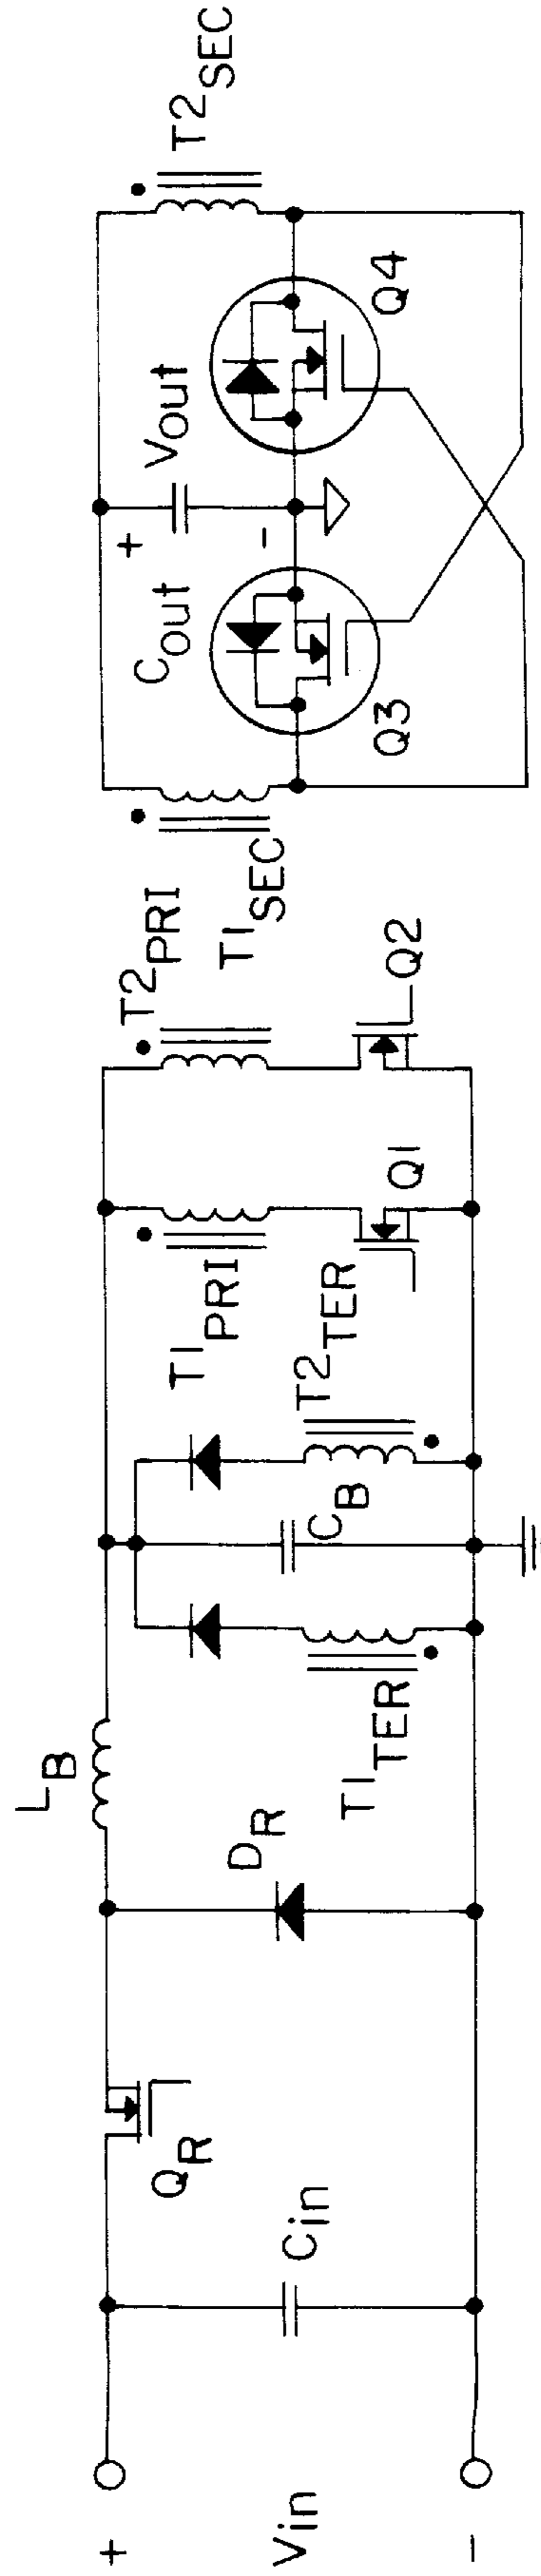 +
Vin
-
Cin
QR
DR
LB
T1TER
CB
T2TER
T1PRI
Q1
T2PRI
Q2
T1SEC
Q3
Cout
+
Vout
-
Q4
T2SEC